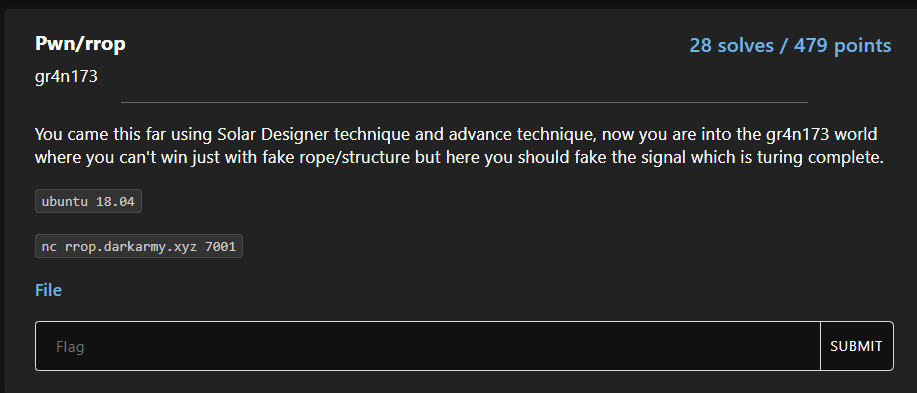 Pwn/rrop
28 solves / 479 points
gr4n173
You came this far using Solar Designer technique and advance technique, now you are into the gr4n173 world
where you can't win just with fake rope/structure but here you should fake the signal which is turing complete.
ubuntu 18.04
nc rrop.darkarmy.xyz 7001
File
Flag
SUBMIT